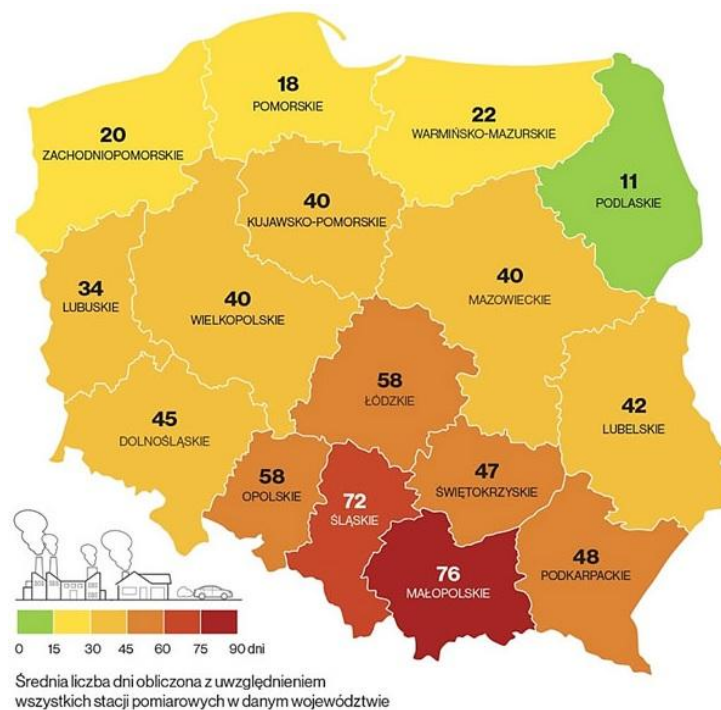 18
POMORSKIE
22
WARMIŃSKO-MAZURSKIE
20
ZACHODNIOPOMORSKIE
11
PODLASKIE
40
KUJAWSKO-POMORSKIE
34
LUBUSKIE
40
WIELKOPOLSKIE
40
MAZOWIECKIE
58
ŁÓDZKIE
42
LUBELSKIE
45
DOLNOŚLĄSKIE
58
OPOLSKIE
72
ŚLĄSKIE
47
ŚWIĘTOKRZYSKIE
76
MAŁOPOLSKIE
48
PODKARPACKIE
0 15 30 45 60 75 90 dni
Średnia liczba dni obliczona z uwzględnieniem
wszystkich stacji pomiarowych w danym województwie